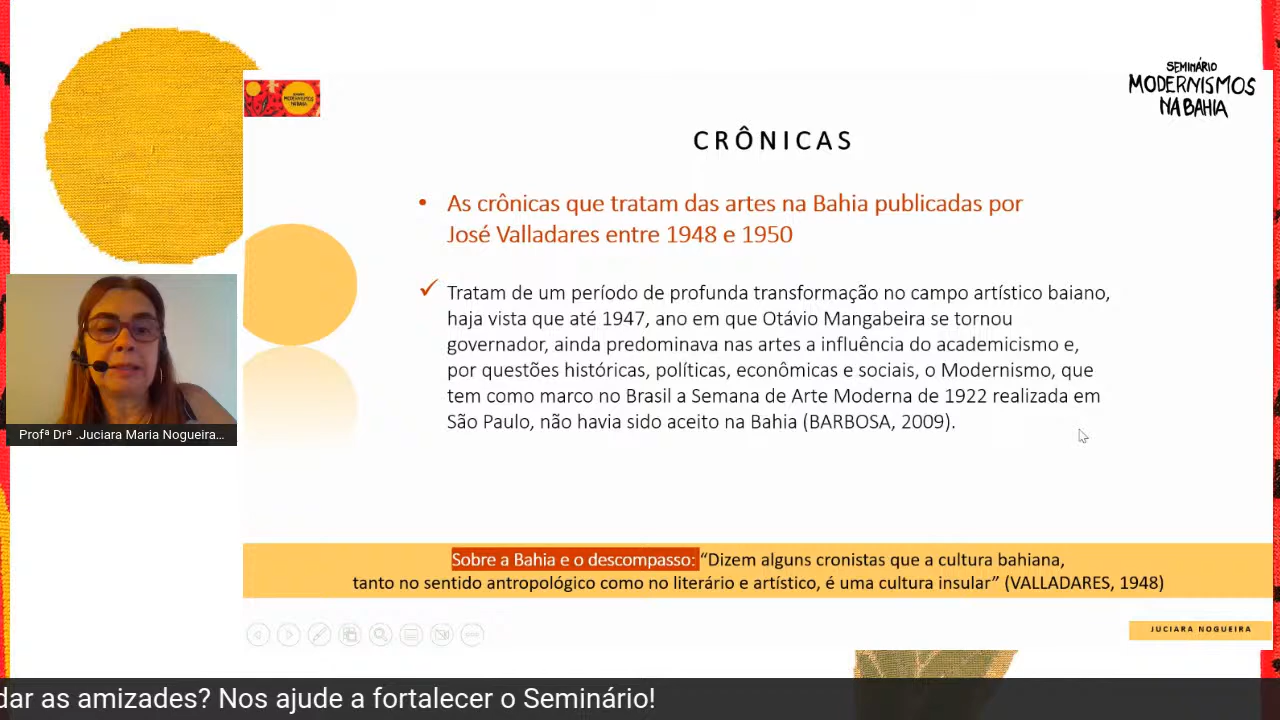 SEMINÁRIO
MODERNISMOS
NA BAHIA
SEMINÁRIO
MODERNISMOS
NA BAHIA
CRÔNICAS
• As crônicas que tratam das artes na Bahia publicadas por
José Valladares entre 1948 e 1950
✓ Tratam de um período de profunda transformação no campo artístico baiano,
haja vista que até 1947, ano em que Otávio Mangabeira se tornou
governador, ainda predominava nas artes a influência do academicismo e,
por questões históricas, políticas, econômicas e sociais, o Modernismo, que
tem como marco no Brasil a Semana de Arte Moderna de 1922 realizada em
São Paulo, não havia sido aceito na Bahia (BARBOSA, 2009).
Profª Drª .Juciara Maria Nogueira...
Sobre a Bahia e o descompasso: “Dizem alguns cronistas que a cultura bahiana,
tanto no sentido antropológico como no literário e artístico, é uma cultura insular” (VALLADARES, 1948)
JUCIARA NOGUEIRA
dar as amizades? Nos ajude a fortalecer o Seminário!